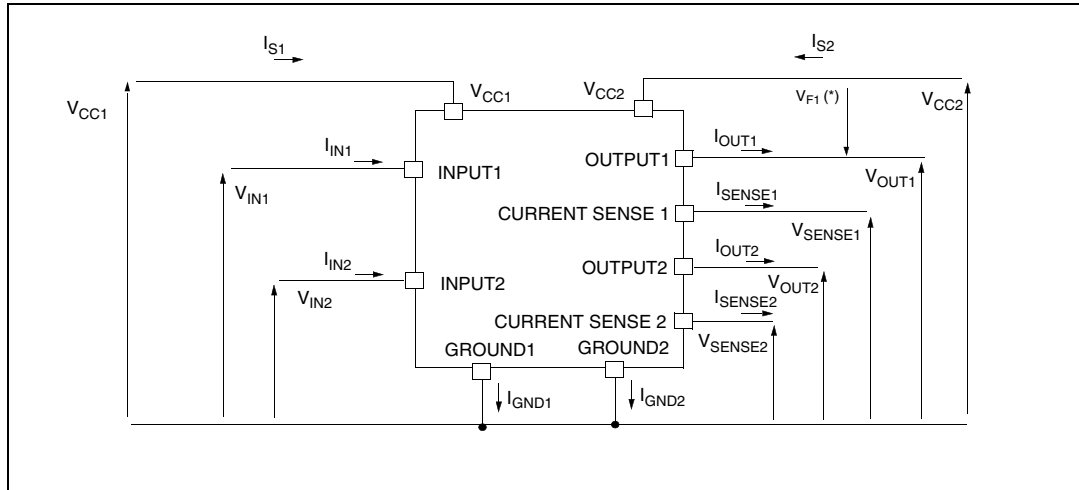 I_S1
I_S2
V_CC1
V_CC1
V_CC2
V_F1 (*)
V_CC2
I_IN1
INPUT1
V_IN1
OUTPUT1
I_OUT1
V_OUT1
CURRENT SENSE 1
I_SENSE1
V_SENSE1
I_IN2
INPUT2
V_IN2
OUTPUT2
I_OUT2
V_OUT2
CURRENT SENSE 2
I_SENSE2
V_SENSE2
GROUND1
GROUND2
I_GND1
I_GND2